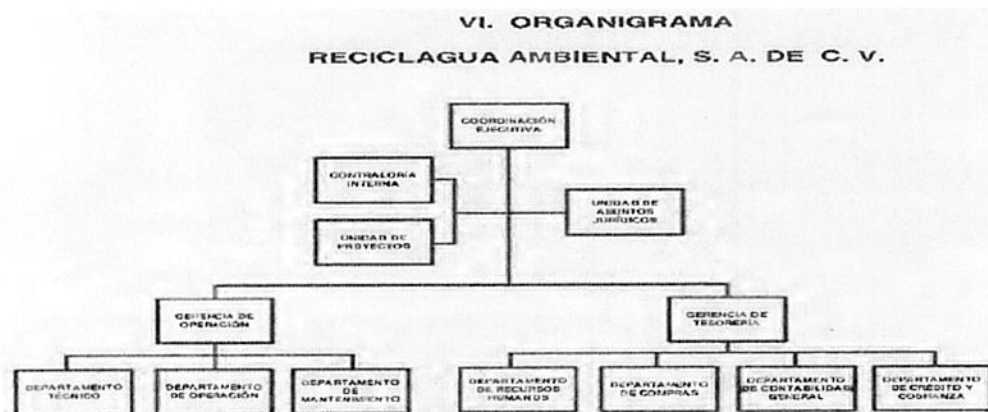 VI. ORGANIGRAMA
RECICLAGUA AMBIENTAL, S. A. DE C. V.
COORDINACIÓN
EJECUTIVA
CONTRALORÍA
INTERNA
UNIDAD DE
ASUNTOS
JURÍDICOS
UNIDAD DE
PROYECTOS
GERENCIA DE
OPERACIÓN
GERENCIA DE
TESORERÍA
DEPARTAMENTO
TÉCNICO
DEPARTAMENTO
DE OPERACIÓN
DEPARTAMENTO
DE
MANTENIMIENTO
DEPARTAMENTO
DE RECURSOS
HUMANOS
DEPARTAMENTO
DE COMPRAS
DEPARTAMENTO
DE CONTABILIDAD
GENERAL
DEPARTAMENTO
DE CRÉDITO Y
COBRANZA